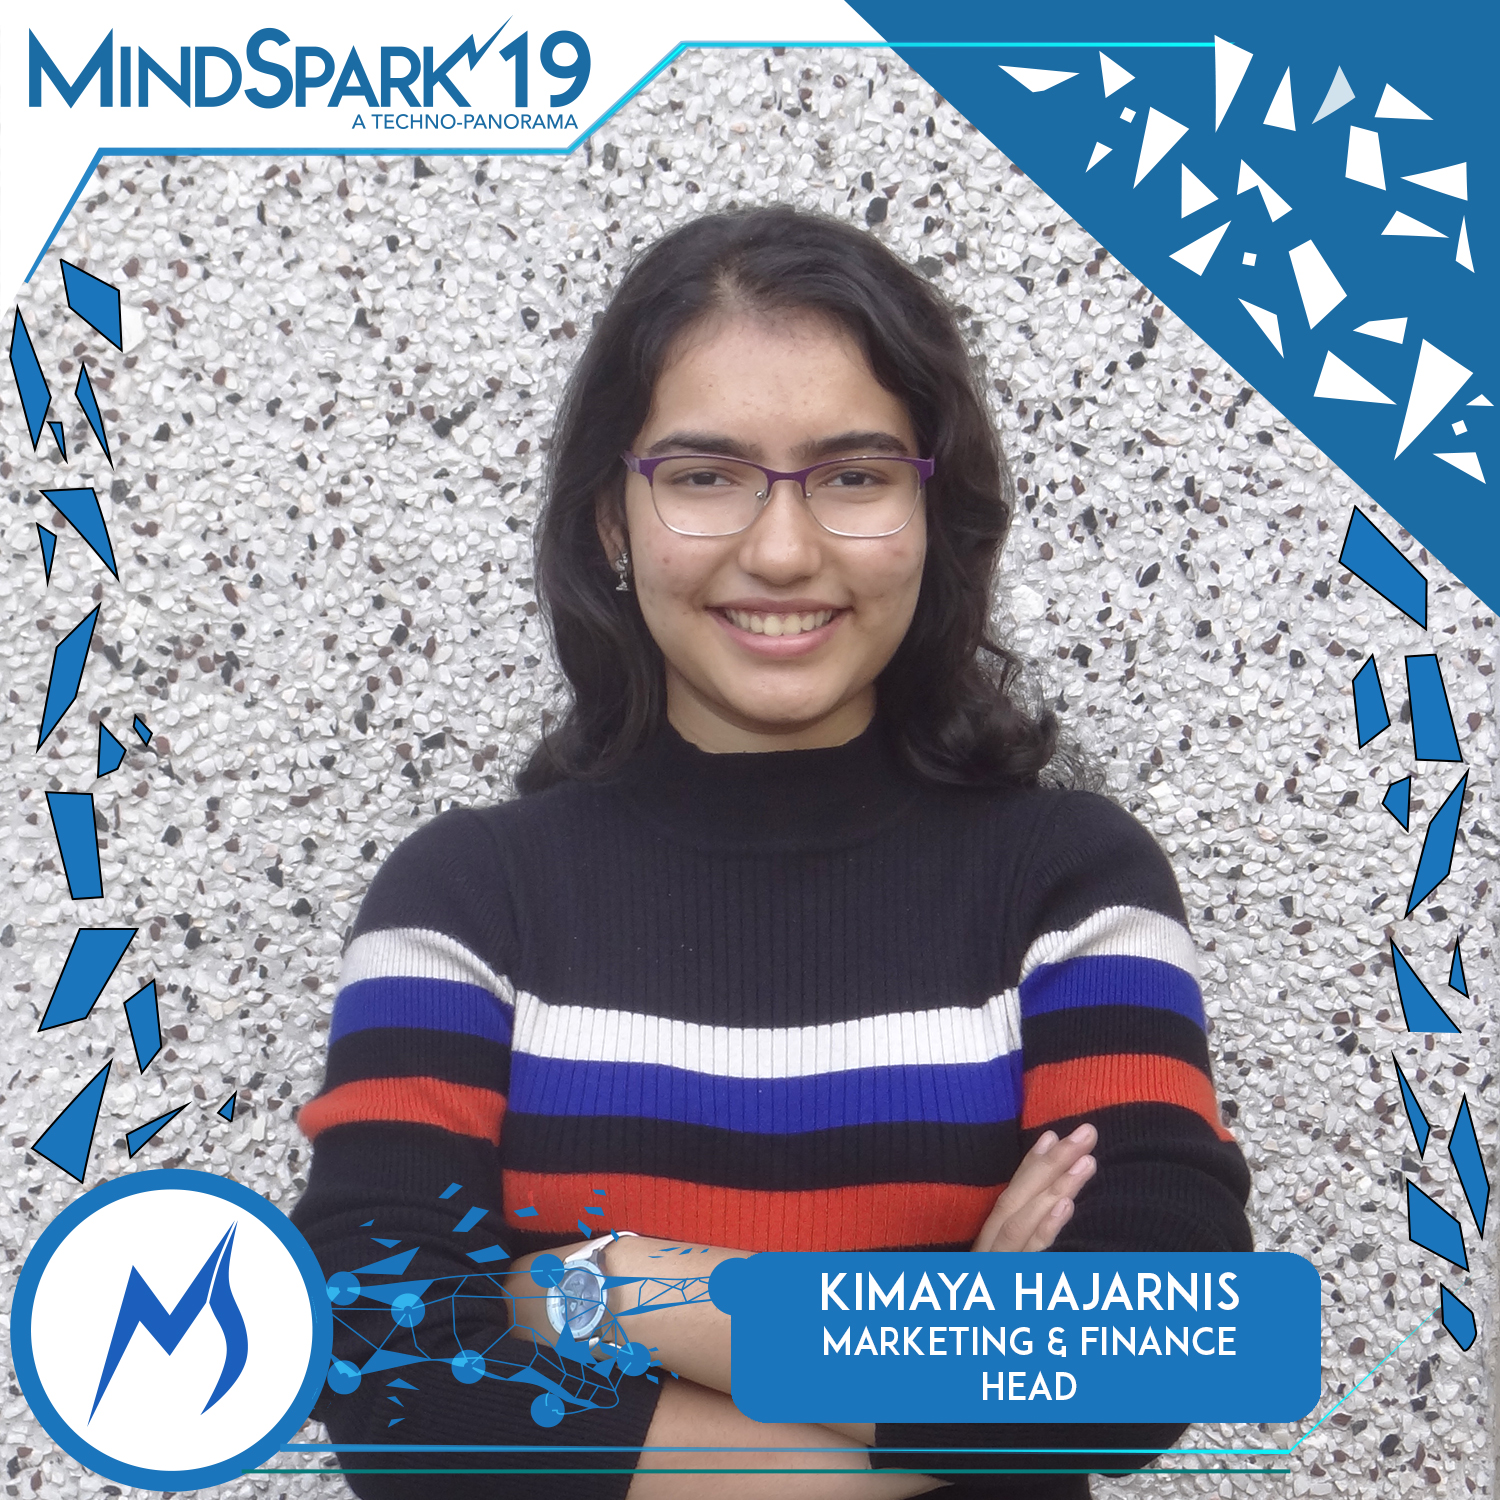 MINDSPARK'19
A TECHNO-PANORAMA
KIMAYA HAJARNIS
MARKETING & FINANCE
HEAD